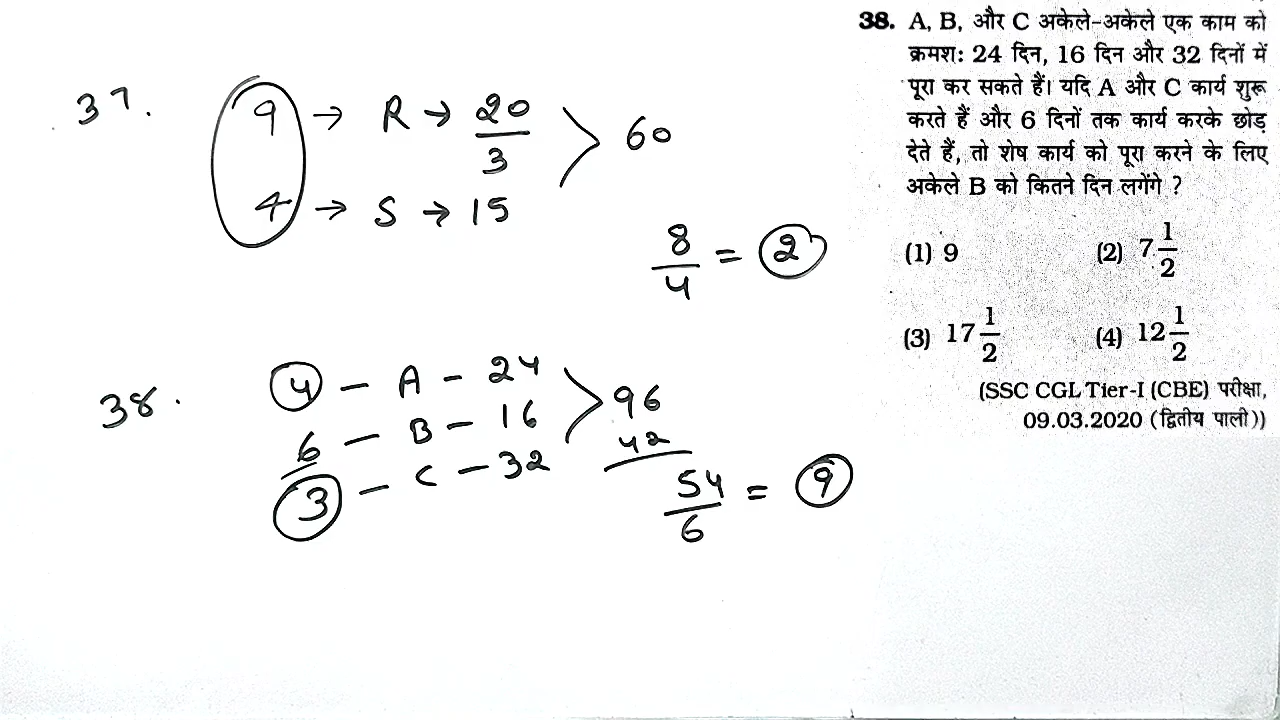 37.
9 → R → 20/3 > 60
4 → S → 15
8/4 = 2
38.
4 - A - 24 > 96
6 - B - 16
42
3 - C - 32
54/6 = 9
38. A, B, और C अकेले-अकेले एक काम को
क्रमशः 24 दिन, 16 दिन और 32 दिनों में
पूरा कर सकते हैं। यदि A और C कार्य शुरू
करते हैं और 6 दिनों तक कार्य करके छोड़
देते हैं, तो शेष कार्य को पूरा करने के लिए
अकेले B को कितने दिन लगेंगे ?
(1) 9 (2) 7 1/2
(3) 17 1/2 (4) 12 1/2
(SSC CGL Tier-I (CBE) परीक्षा,
09.03.2020 (द्वितीय पाली))